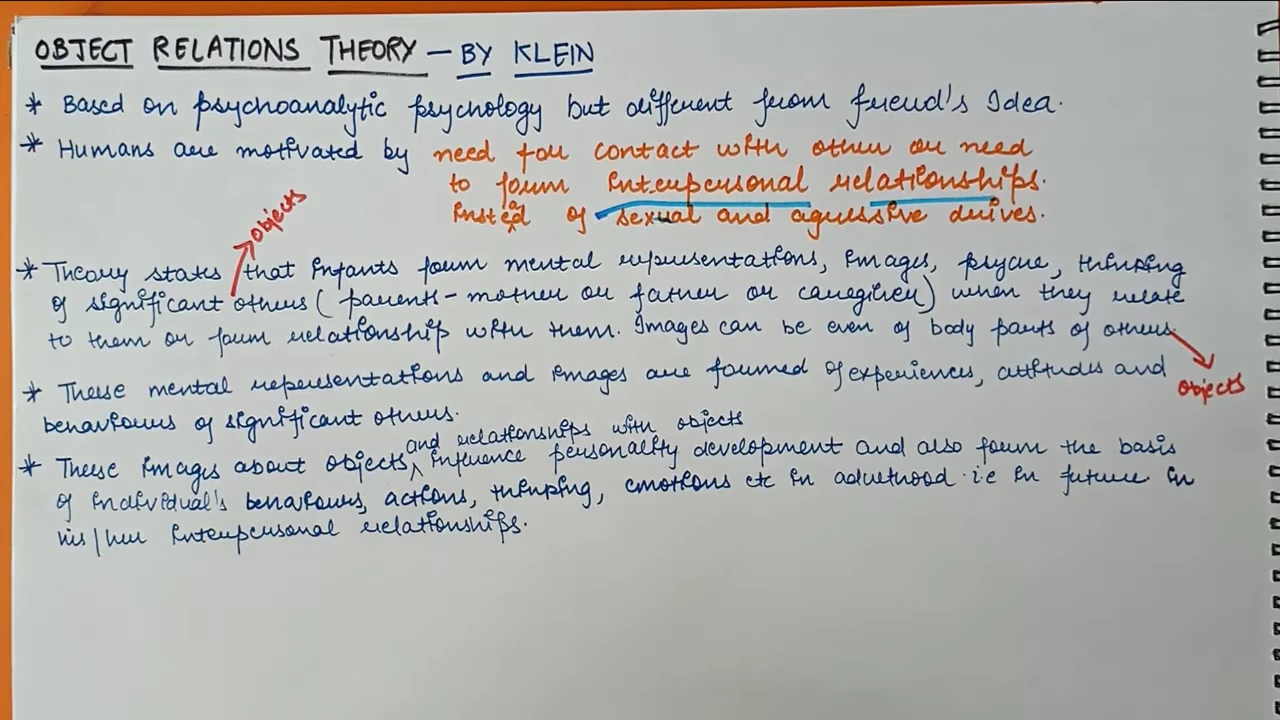 OBJECT RELATIONS THEORY - BY KLEIN
* Based on psychoanalytic psychology but different from freud's Idea.
* Humans are motivated by need for contact with other or need
to form interpersonal relationships.
Instead of sexual and agressive drives.
objects
* Theory states that infants form mental representations, images, psyche, thinking
of significant others (parents - mother or father or caregiver) when they relate
to them or form relationship with them. Images can be even of body parts of others
objects
* These mental representations and images are formed of experiences, attitudes and
behaviours of significant others.
and relationships with objects
* These images about objects ^ influence personality development and also form the basis
of individual's behaviours, actions, thinking, emotions etc in adulthood i.e in future in
his/her interpersonal relationships.